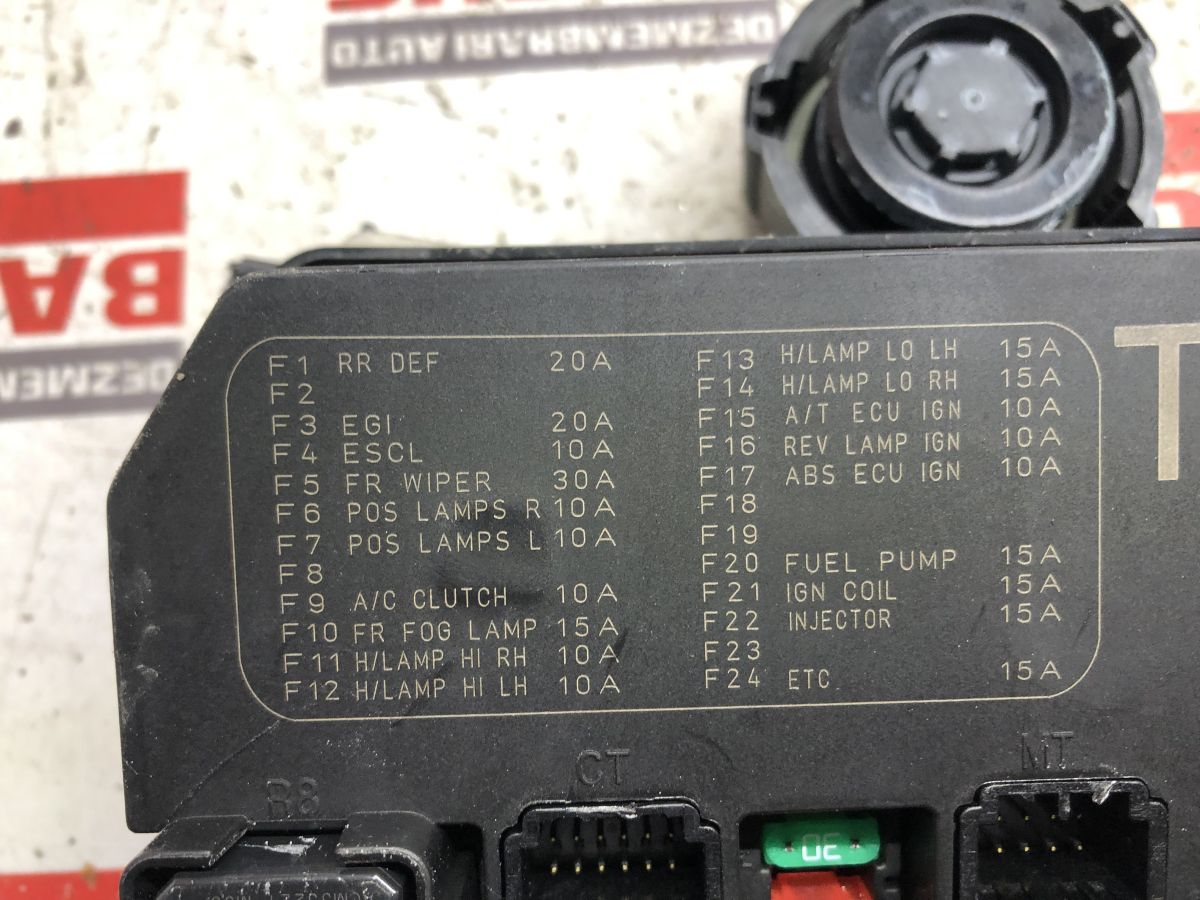 DEZMEMBRARI AUTO
BA
DEZMEM
F1 RR DEF 20A
F2
F3 EGI 20A
F4 ESCL 10A
F5 FR WIPER 30A
F6 POS LAMPS R 10A
F7 POS LAMPS L 10A
F8
F9 A/C CLUTCH 10A
F10 FR FOG LAMP 15A
F11 H/LAMP HI RH 10A
F12 H/LAMP HI LH 10A
F13 H/LAMP LO LH 15A
F14 H/LAMP LO RH 15A
F15 A/T ECU IGN 10A
F16 REV LAMP IGN 10A
F17 ABS ECU IGN 10A
F18
F19
F20 FUEL PUMP 15A
F21 IGN COIL 15A
F22 INJECTOR 15A
F23
F24 ETC 15A
T
R8
CT
MT
30